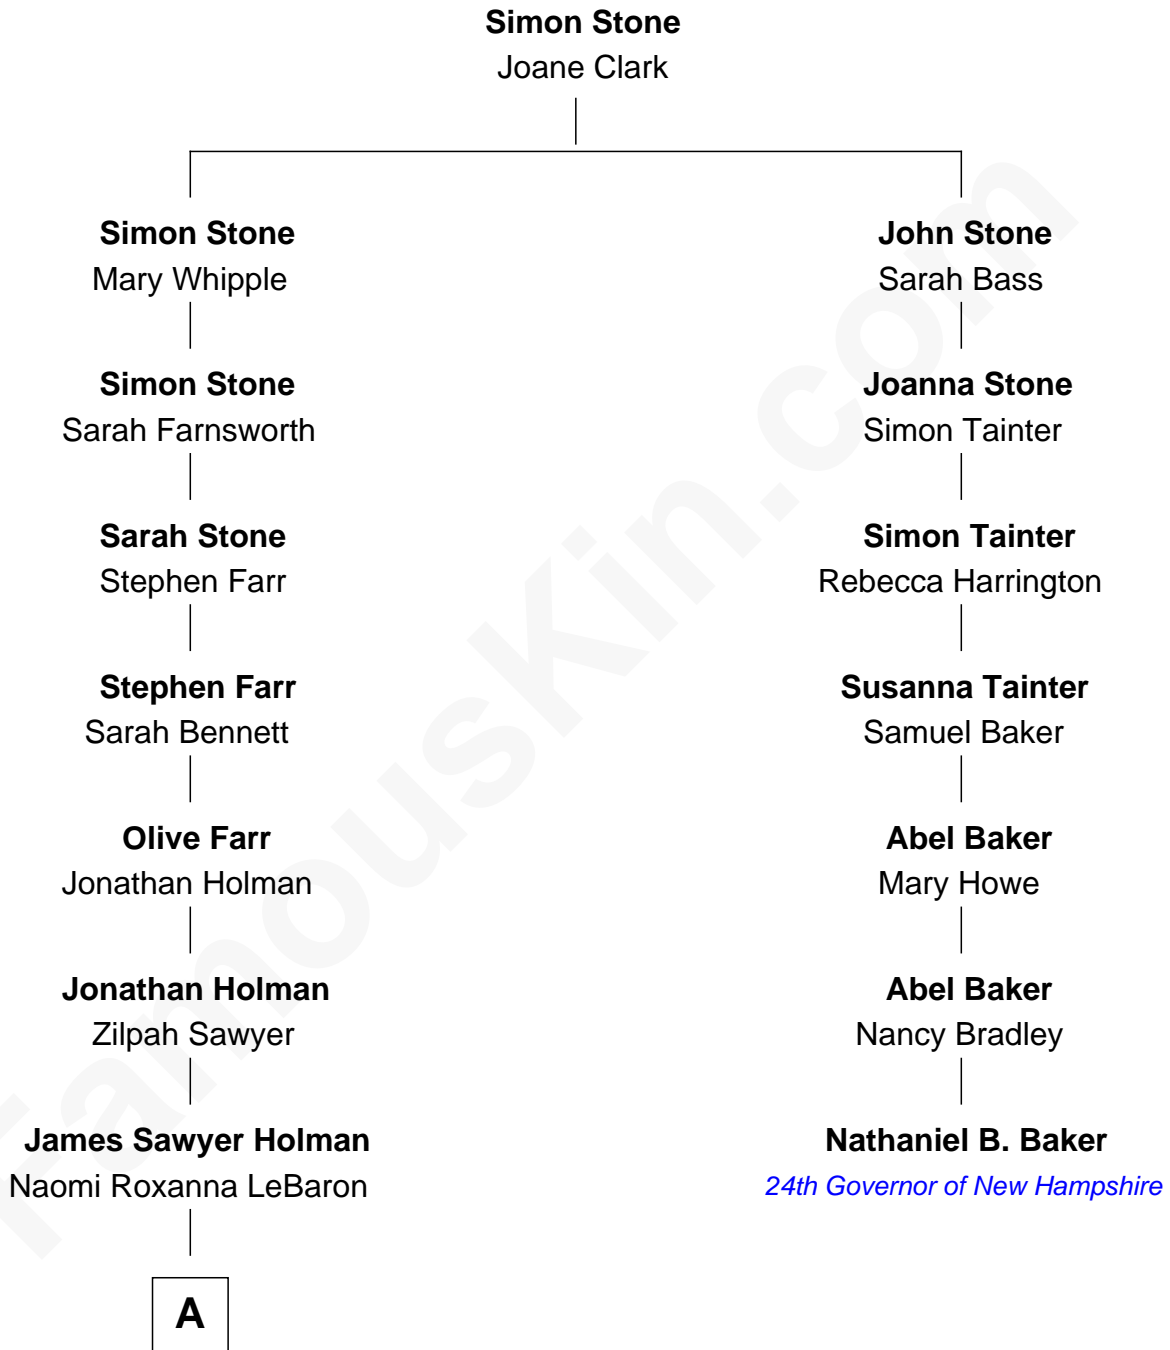 Simon Stone
Joane Clark
Simon Stone
Mary Whipple
John Stone
Sarah Bass
Simon Stone
Sarah Farnsworth
Joanna Stone
Simon Tainter
Sarah Stone
Stephen Farr
Simon Tainter
Rebecca Harrington
Stephen Farr
Sarah Bennett
Susanna Tainter
Samuel Baker
Olive Farr
Jonathan Holman
Abel Baker
Mary Howe
Jonathan Holman
Zilpah Sawyer
Abel Baker
Nancy Bradley
James Sawyer Holman
Naomi Roxanna LeBaron
Nathaniel B. Baker
24th Governor of New Hampshire
A
FamousKin.com